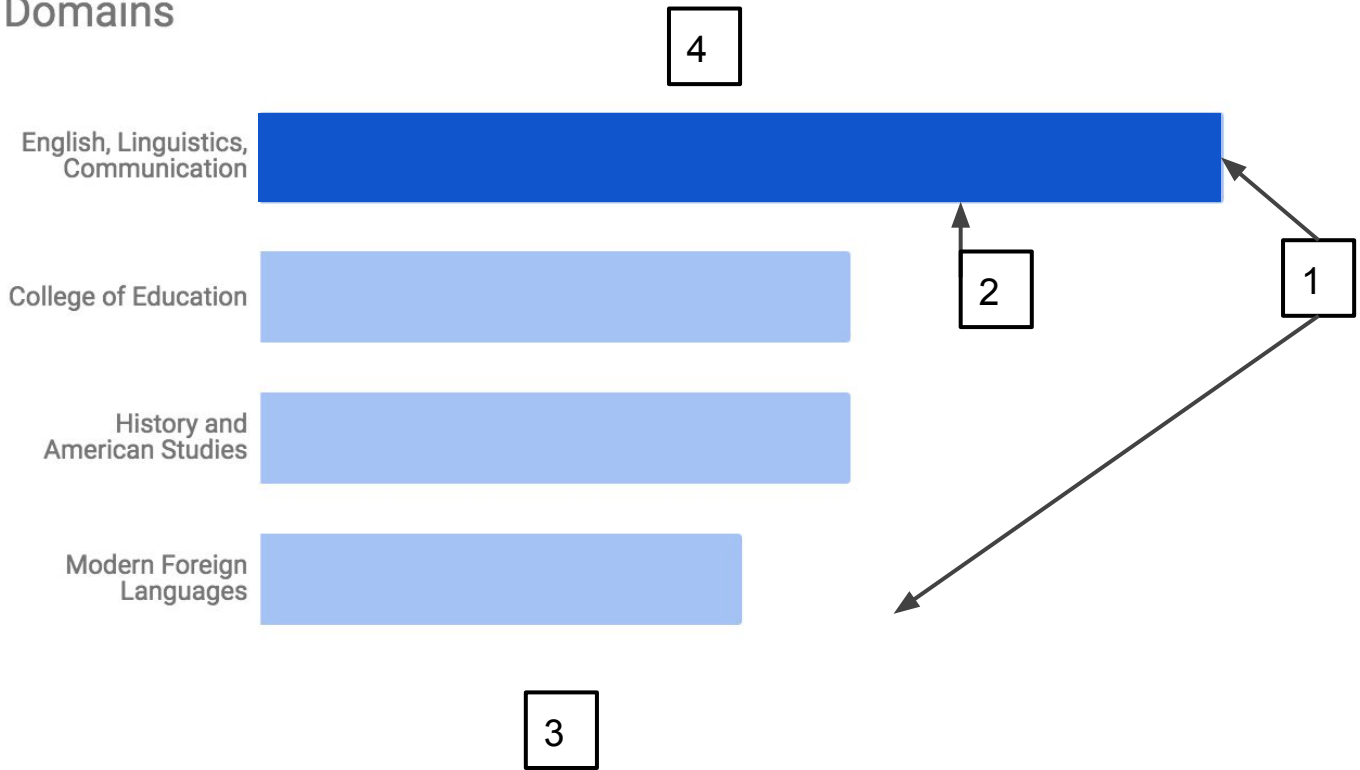 Domains
4
English, Linguistics,
Communication
2
1
College of Education
History and
American Studies
Modern Foreign
Languages
3